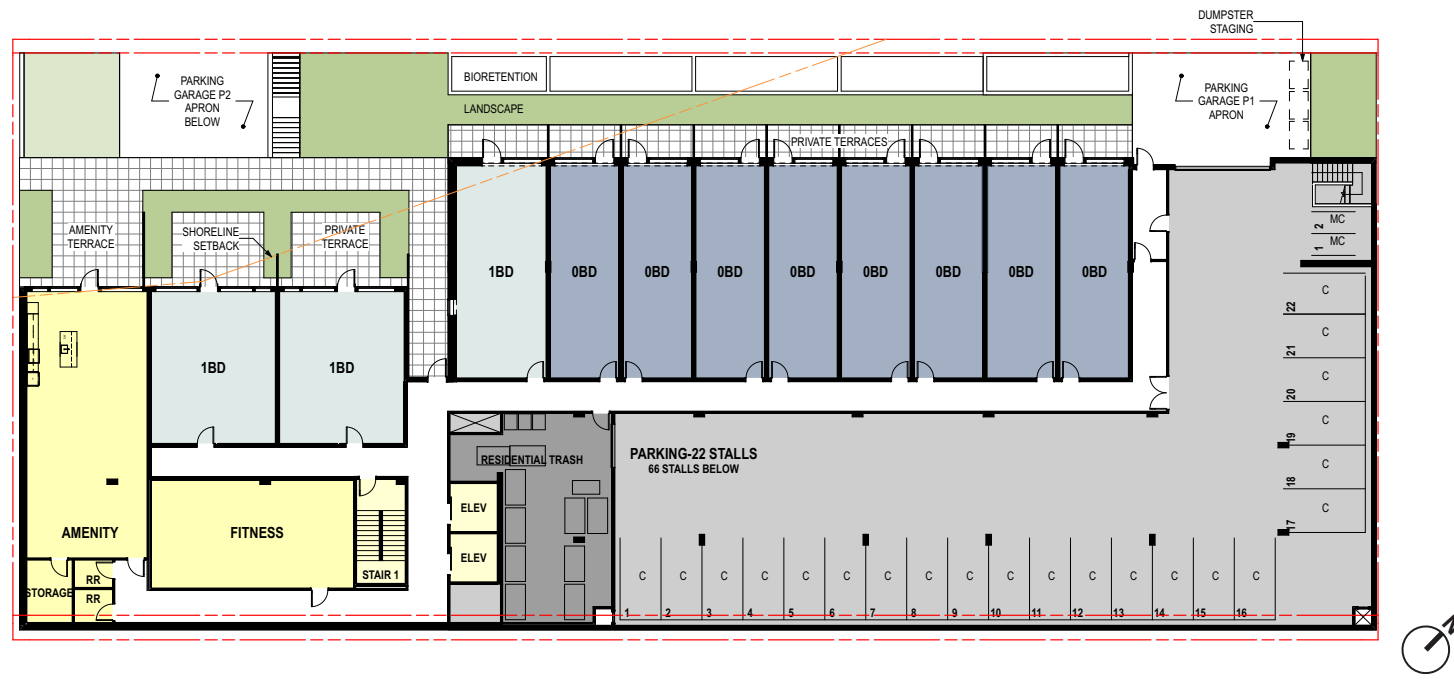 DUMPSTER
STAGING
PARKING
GARAGE P2
APRON
BELOW
BIORETENTION
LANDSCAPE
PARKING
GARAGE P1
APRON
PRIVATE TERRACES
AMENITY
TERRACE
SHORELINE
SETBACK
PRIVATE
TERRACE
2 MC
1 MC
1BD
0BD
0BD
0BD
0BD
0BD
0BD
0BD
0BD
22 C
21 C
20 C
19 C
18 C
17 C
1BD
1BD
PARKING-22 STALLS
66 STALLS BELOW
RESIDENTIAL TRASH
ELEV
ELEV
AMENITY
FITNESS
STAIR 1
STORAGE
RR
RR
C C C C C C C C C C C C C C C C
1 2 3 4 5 6 7 8 9 10 11 12 13 14 15 16